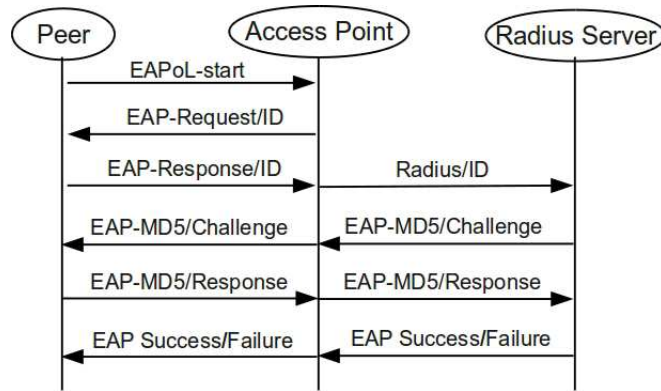 Peer Access Point Radius Server
EAPoL-start
EAP-Request/ID
EAP-Response/ID Radius/ID
EAP-MD5/Challenge EAP-MD5/Challenge
EAP-MD5/Response EAP-MD5/Response
EAP Success/Failure EAP Success/Failure